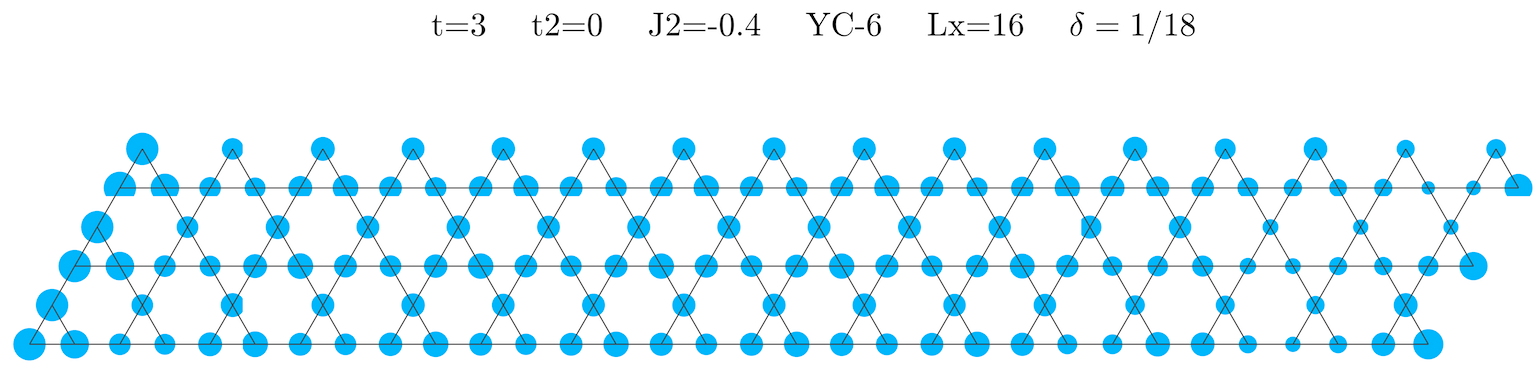 t=3 t2=0 J2=-0.4 YC-6 Lx=16 δ = 1/18